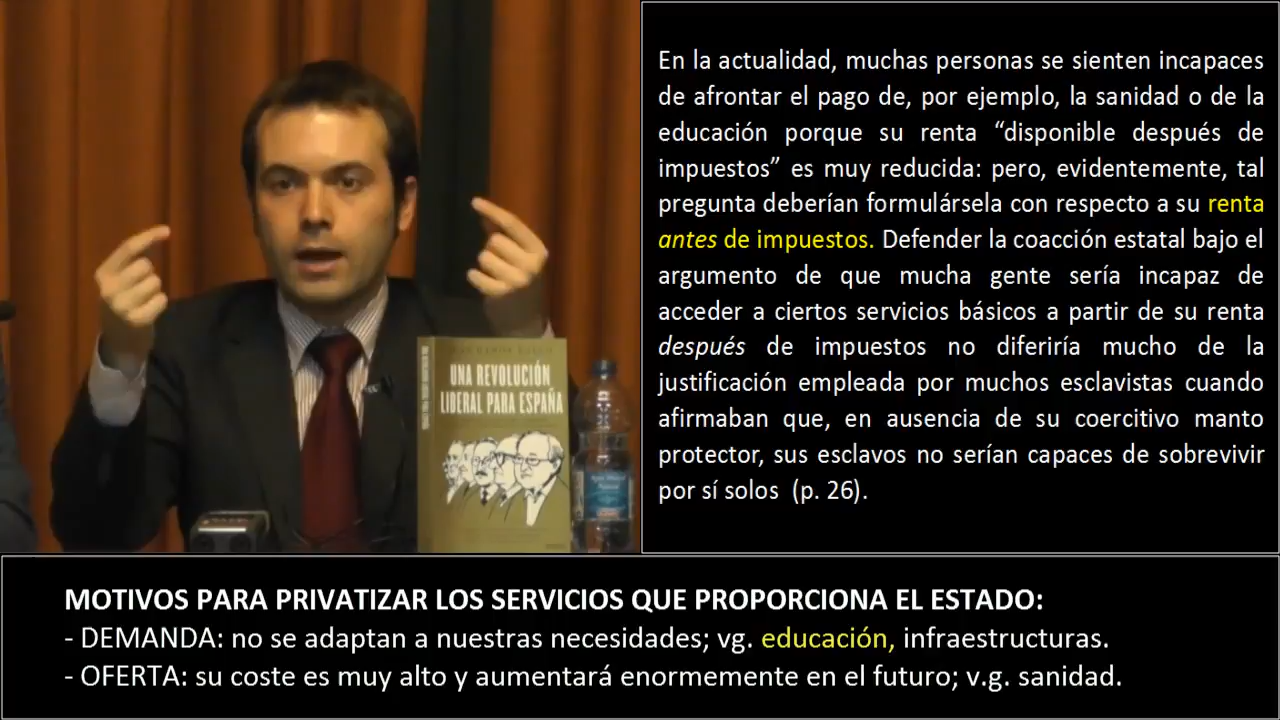 UNA REVOLUCIÓN
LIBERAL PARA ESPAÑA
En la actualidad, muchas personas se sienten incapaces
de afrontar el pago de, por ejemplo, la sanidad o de la
educación porque su renta “disponible después de
impuestos” es muy reducida: pero, evidentemente, tal
pregunta deberían formulársela con respecto a su renta
antes de impuestos. Defender la coacción estatal bajo el
argumento de que mucha gente sería incapaz de
acceder a ciertos servicios básicos a partir de su renta
después de impuestos no diferiría mucho de la
justificación empleada por muchos esclavistas cuando
afirmaban que, en ausencia de su coercitivo manto
protector, sus esclavos no serían capaces de sobrevivir
por sí solos (p. 26).
MOTIVOS PARA PRIVATIZAR LOS SERVICIOS QUE PROPORCIONA EL ESTADO:
- DEMANDA: no se adaptan a nuestras necesidades; vg. educación, infraestructuras.
- OFERTA: su coste es muy alto y aumentará enormemente en el futuro; v.g. sanidad.